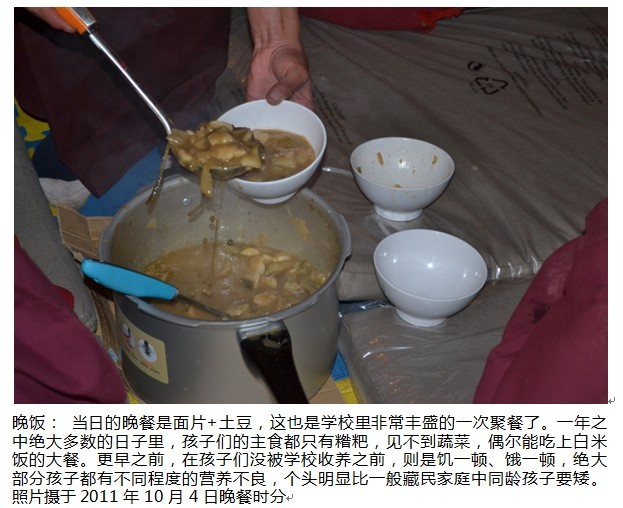 晚饭： 当日的晚餐是面片+土豆，这也是学校里非常丰盛的一次聚餐了。一年之
中绝大多数的日子里，孩子们的主食都只有糌粑，见不到蔬菜，偶尔能吃上白米
饭的大餐。更早之前，在孩子们没被学校收养之前，则是饥一顿、饿一顿，绝大
部分孩子都有不同程度的营养不良，个头明显比一般藏民家庭中同龄孩子要矮。
照片摄于 2011 年 10 月 4 日晚餐时分